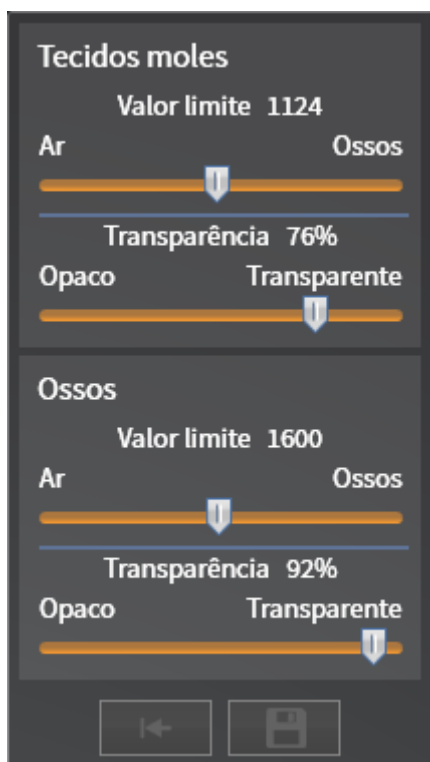 Tecidos moles
Valor limite 1124
Ar Ossos
Transparência 76%
Opaco Transparente
Ossos
Valor limite 1600
Ar Ossos
Transparência 92%
Opaco Transparente